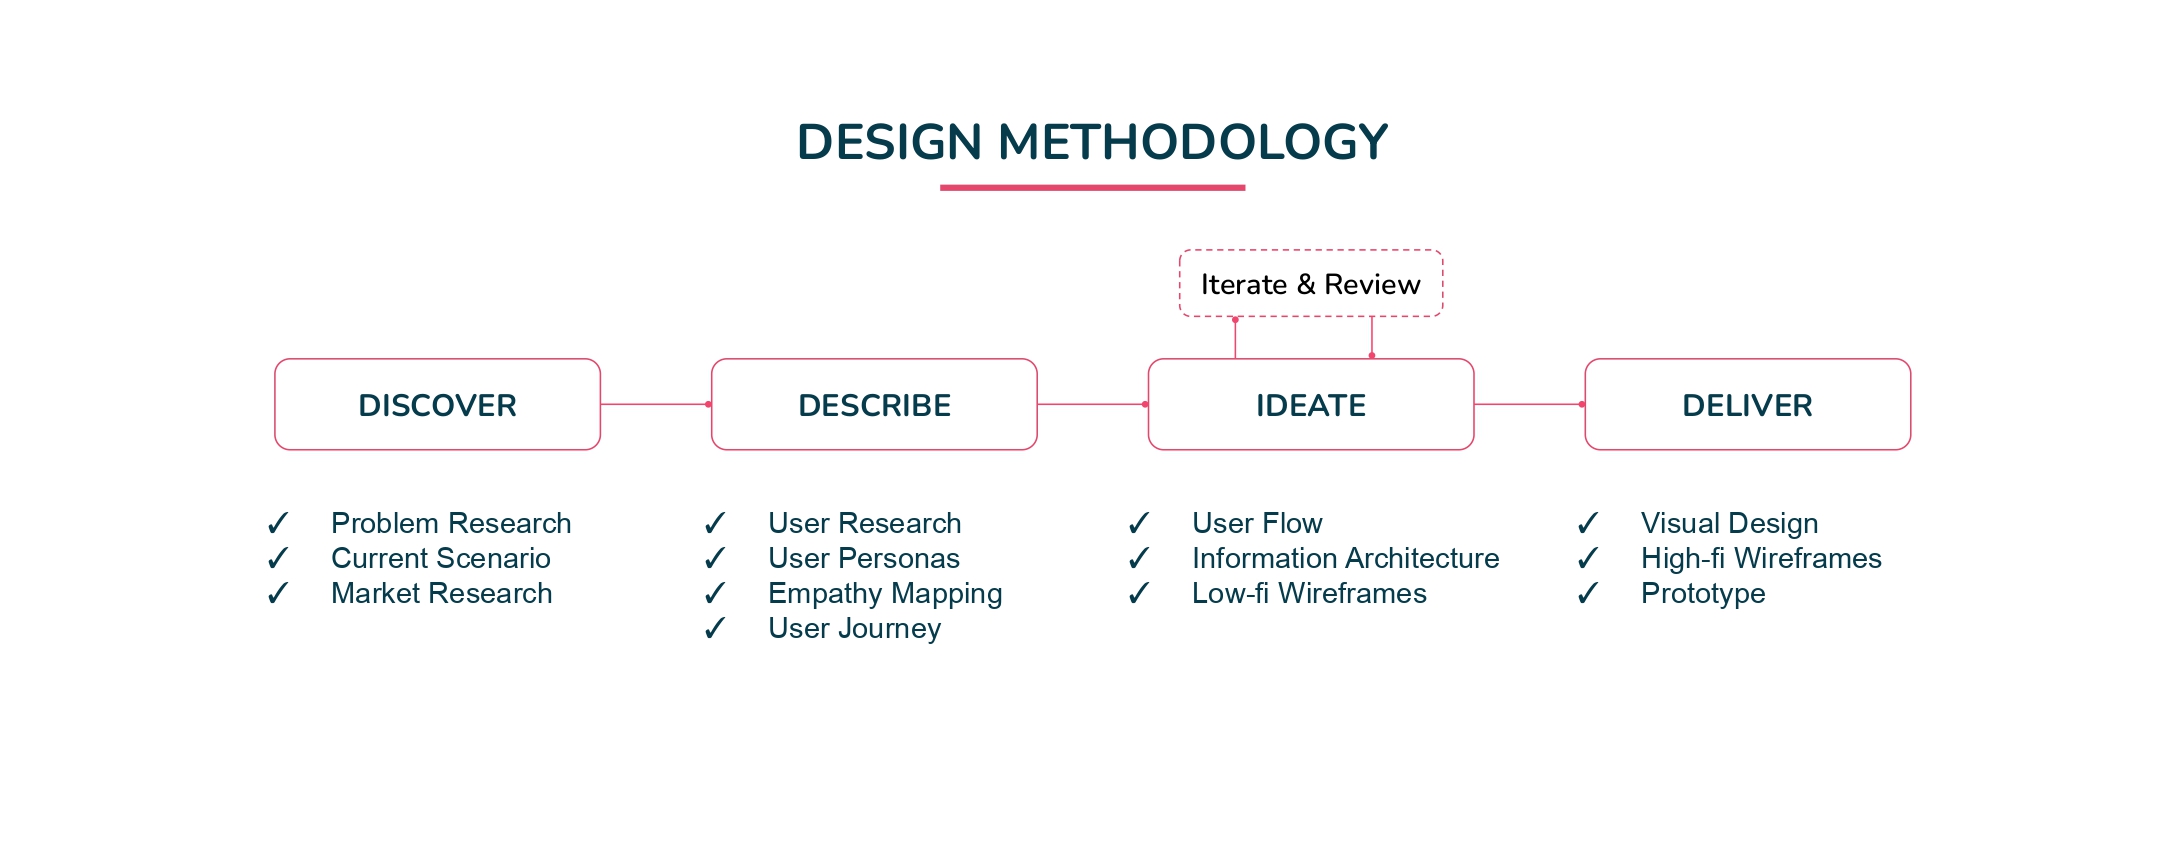 DESIGN METHODOLOGY
Iterate & Review
DISCOVER
DESCRIBE
IDEATE
DELIVER
✓ Problem Research
✓ Current Scenario
✓ Market Research
✓ User Research
✓ User Personas
✓ Empathy Mapping
✓ User Journey
✓ User Flow
✓ Information Architecture
✓ Low-fi Wireframes
✓ Visual Design
✓ High-fi Wireframes
✓ Prototype